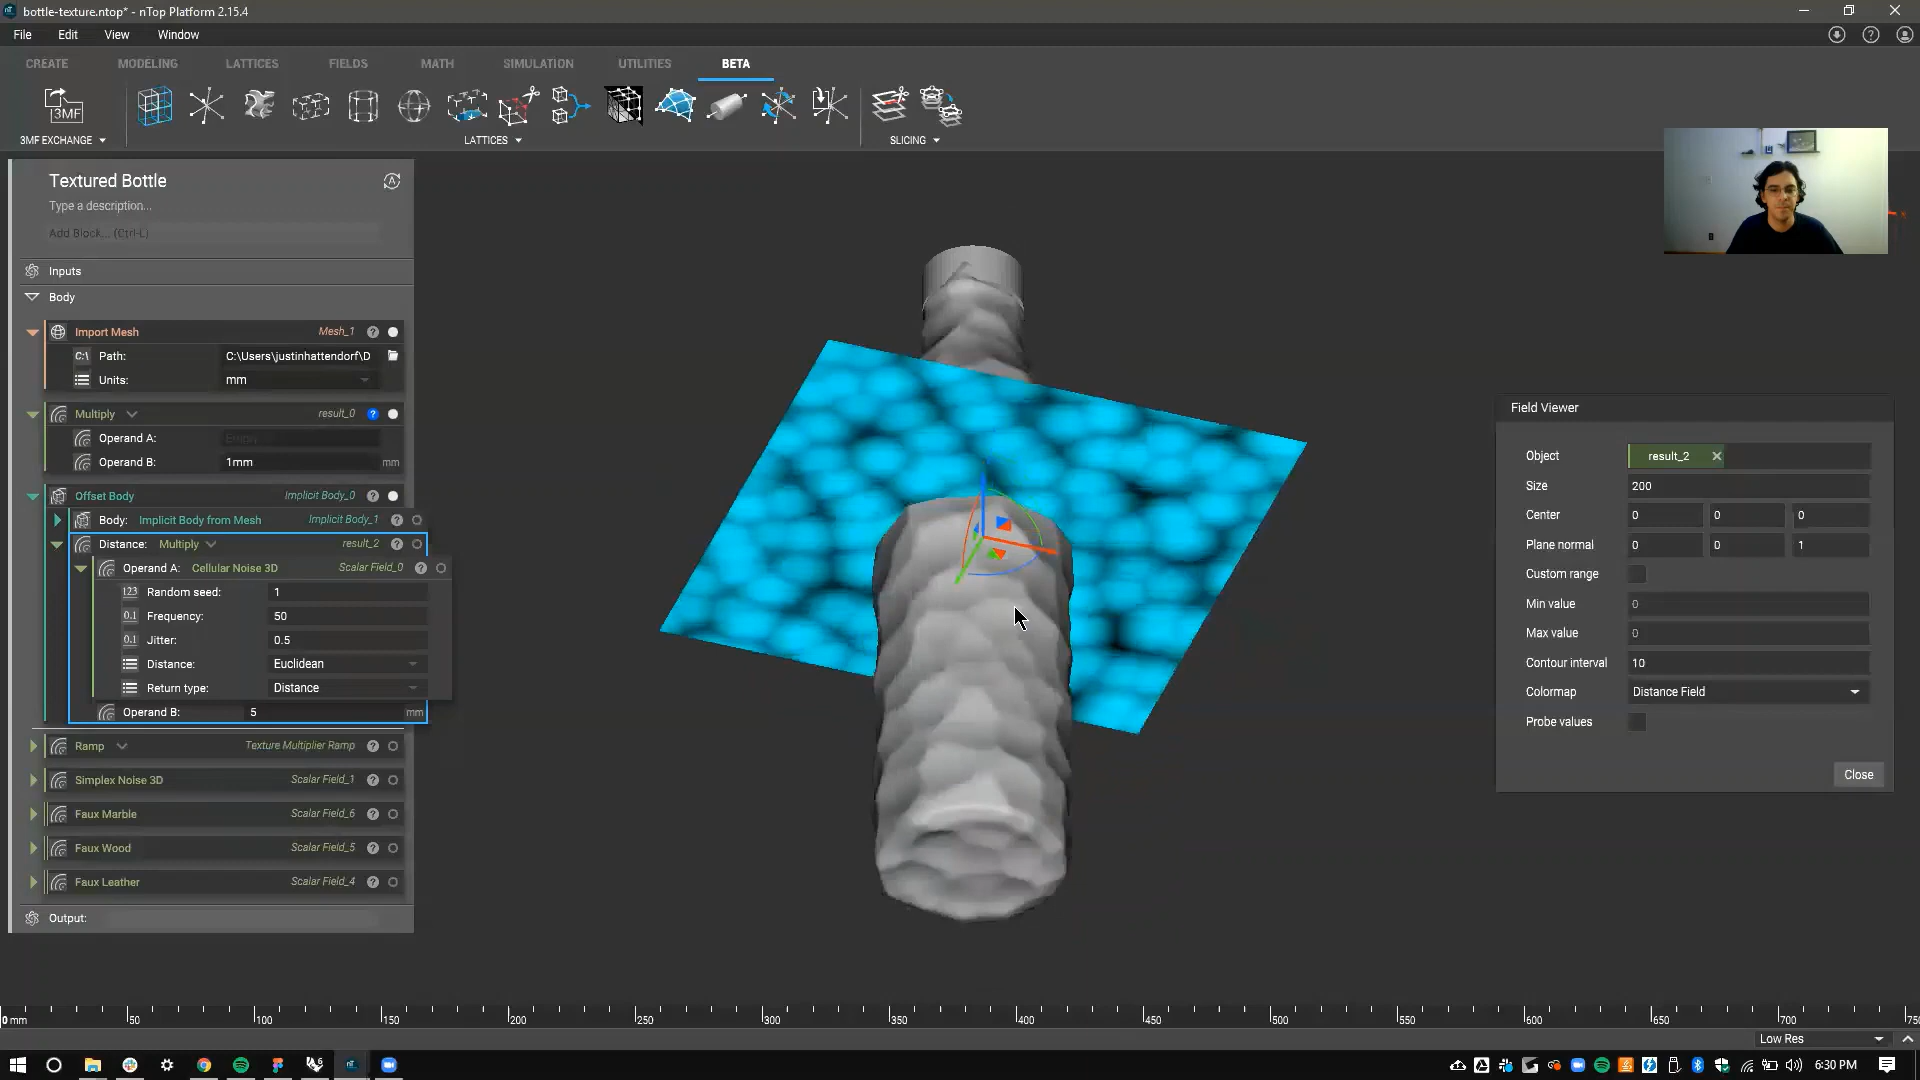 bottle-texture.ntop* - nTop Platform 2.15.4
File Edit View Window
CREATE MODELING LATTICES FIELDS MATH SIMULATION UTILITIES BETA
3MF
3MF EXCHANGE LATTICES SLICING
Textured Bottle
Type a description...
Add Block... (Ctrl-L)
Inputs
Body
Import Mesh Mesh_1
C:\ Path: C:\Users\justinhattendorf\D
Units: mm
Multiply result_0
Operand A: Empty
Operand B: 1mm mm
Offset Body Implicit Body_0
Body: Implicit Body from Mesh Implicit Body_1
Distance: Multiply result_2
Operand A: Cellular Noise 3D Scalar Field_0
123 Random seed: 1
0.1 Frequency: 50
0.1 Jitter: 0.5
Distance: Euclidean
Return type: Distance
Operand B: 5 mm
Ramp Texture Multiplier Ramp
Simplex Noise 3D Scalar Field_1
Faux Marble Scalar Field_6
Faux Wood Scalar Field_5
Faux Leather Scalar Field_4
Output:
Field Viewer
Object result_2
Size 200
Center 0 0 0
Plane normal 0 0 1
Custom range
Min value 0
Max value 0
Contour interval 10
Colormap Distance Field
Probe values
Close
0 mm 50 100 150 200 250 300 350 400 450 500 550 600 650 700 750
Low Res
6:30 PM